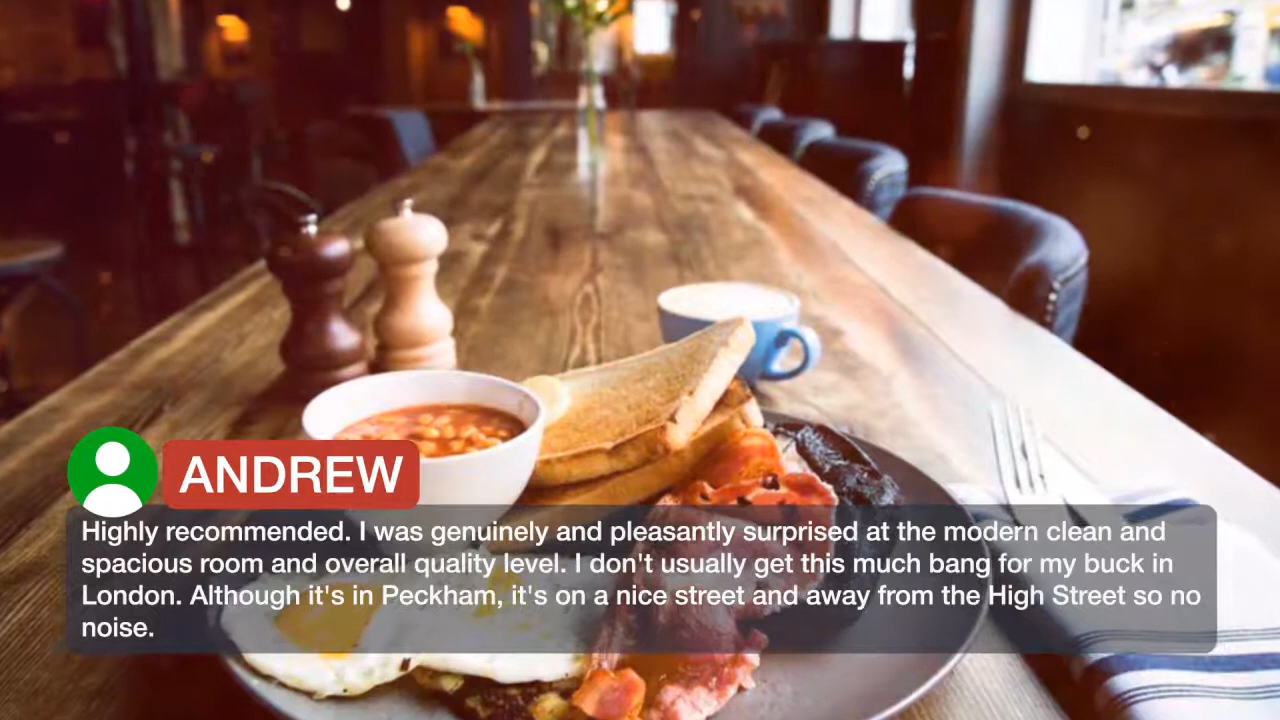 ANDREW
Highly recommended. I was genuinely and pleasantly surprised at the modern clean and
spacious room and overall quality level. I don't usually get this much bang for my buck in
London. Although it's in Peckham, it's on a nice street and away from the High Street so no
noise.